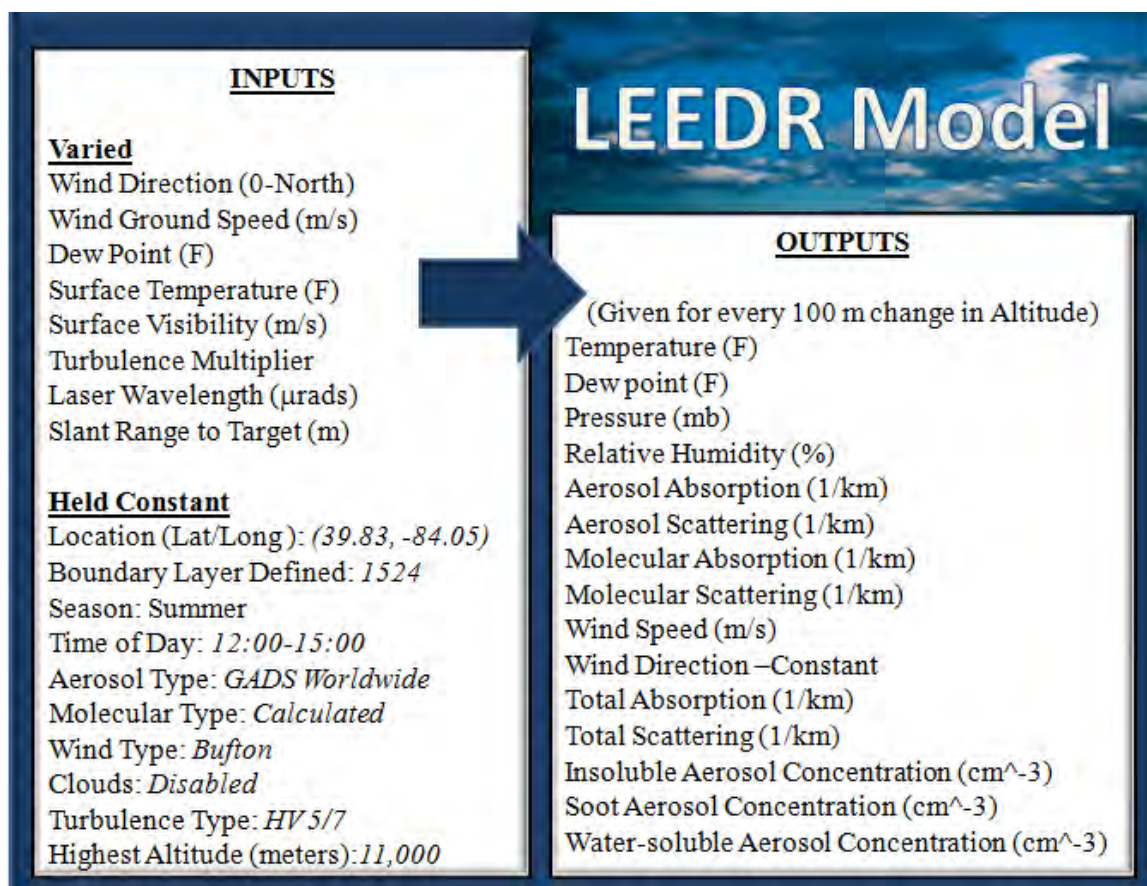 INPUTS
Varied
Wind Direction (0-North)
Wind Ground Speed (m/s)
Dew Point (F)
Surface Temperature (F)
Surface Visibility (m/s)
Turbulence Multiplier
Laser Wavelength (μrads)
Slant Range to Target (m)
Held Constant
Location (Lat/Long ): (39.83, -84.05)
Boundary Layer Defined: 1524
Season: Summer
Time of Day: 12:00-15:00
Aerosol Type: GADS Worldwide
Molecular Type: Calculated
Wind Type: Bufton
Clouds: Disabled
Turbulence Type: HV 5/7
Highest Altitude (meters):11,000
LEEDR Model
OUTPUTS
(Given for every 100 m change in Altitude)
Temperature (F)
Dew point (F)
Pressure (mb)
Relative Humidity (%)
Aerosol Absorption (1/km)
Aerosol Scattering (1/km)
Molecular Absorption (1/km)
Molecular Scattering (1/km)
Wind Speed (m/s)
Wind Direction –Constant
Total Absorption (1/km)
Total Scattering (1/km)
Insoluble Aerosol Concentration (cm^-3)
Soot Aerosol Concentration (cm^-3)
Water-soluble Aerosol Concentration (cm^-3)